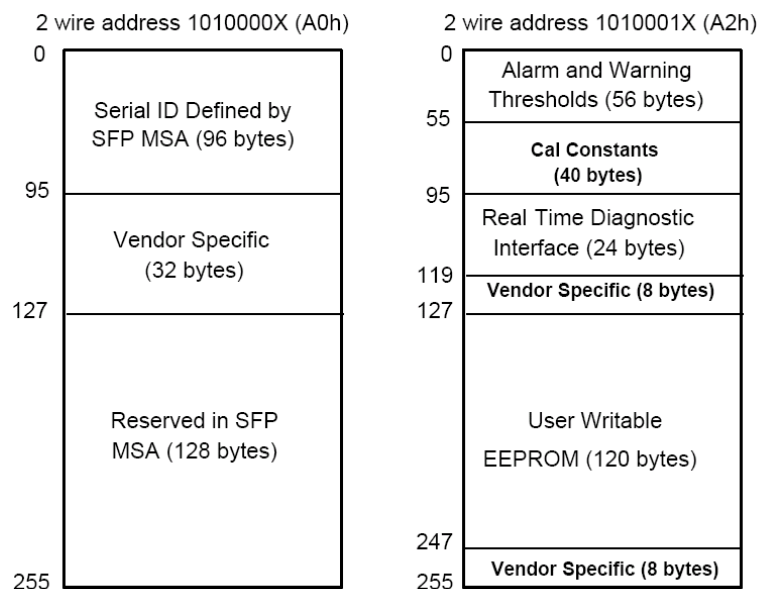 2 wire address 1010000X (A0h)
0
Serial ID Defined by
SFP MSA (96 bytes)
95
Vendor Specific
(32 bytes)
127
Reserved in SFP
MSA (128 bytes)
255
2 wire address 1010001X (A2h)
0
Alarm and Warning
Thresholds (56 bytes)
55
Cal Constants
(40 bytes)
95
Real Time Diagnostic
Interface (24 bytes)
119
Vendor Specific (8 bytes)
127
User Writable
EEPROM (120 bytes)
247
Vendor Specific (8 bytes)
255